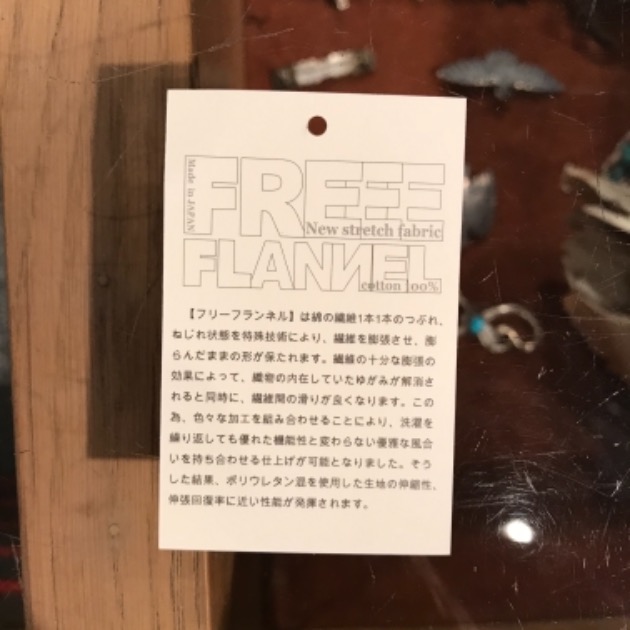 Made in JAPAN
FREEE
New stretch fabric
FLANNEL
cotton 100%
【フリーフランネル】は綿の繊維1本1本のつぶれ、
ねじれ状態を特殊技術により、繊維を膨張させ、膨
らんだままの形が保たれます。繊維の十分な膨張の
効果によって、織物の内在していたゆがみが解消さ
れると同時に、繊維間の滑りが良くなります。この
為、色々な加工を組み合わせることにより、洗濯を
繰り返しても優れた機能性と変わらない優雅な風合
いを持ち合わせる仕上げが可能となりました。そう
した結果、ポリウレタン混を使用した生地の伸縮性、
伸張回復率に近い性能が発揮されます。